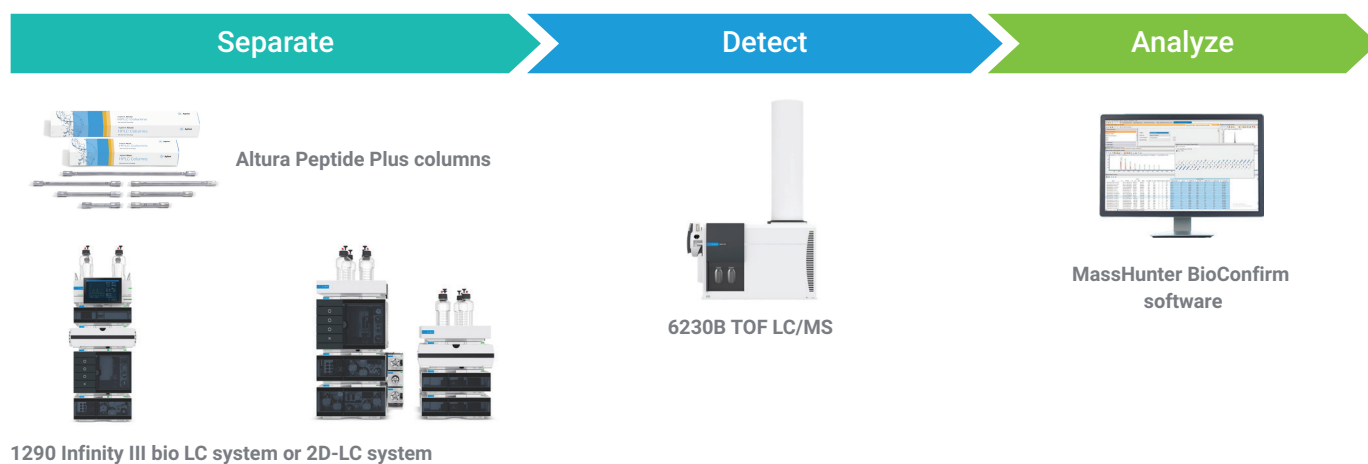 Separate
Detect
Analyze
Altura Peptide Plus columns
MassHunter BioConfirm
software
6230B TOF LC/MS
1290 Infinity III bio LC system or 2D-LC system